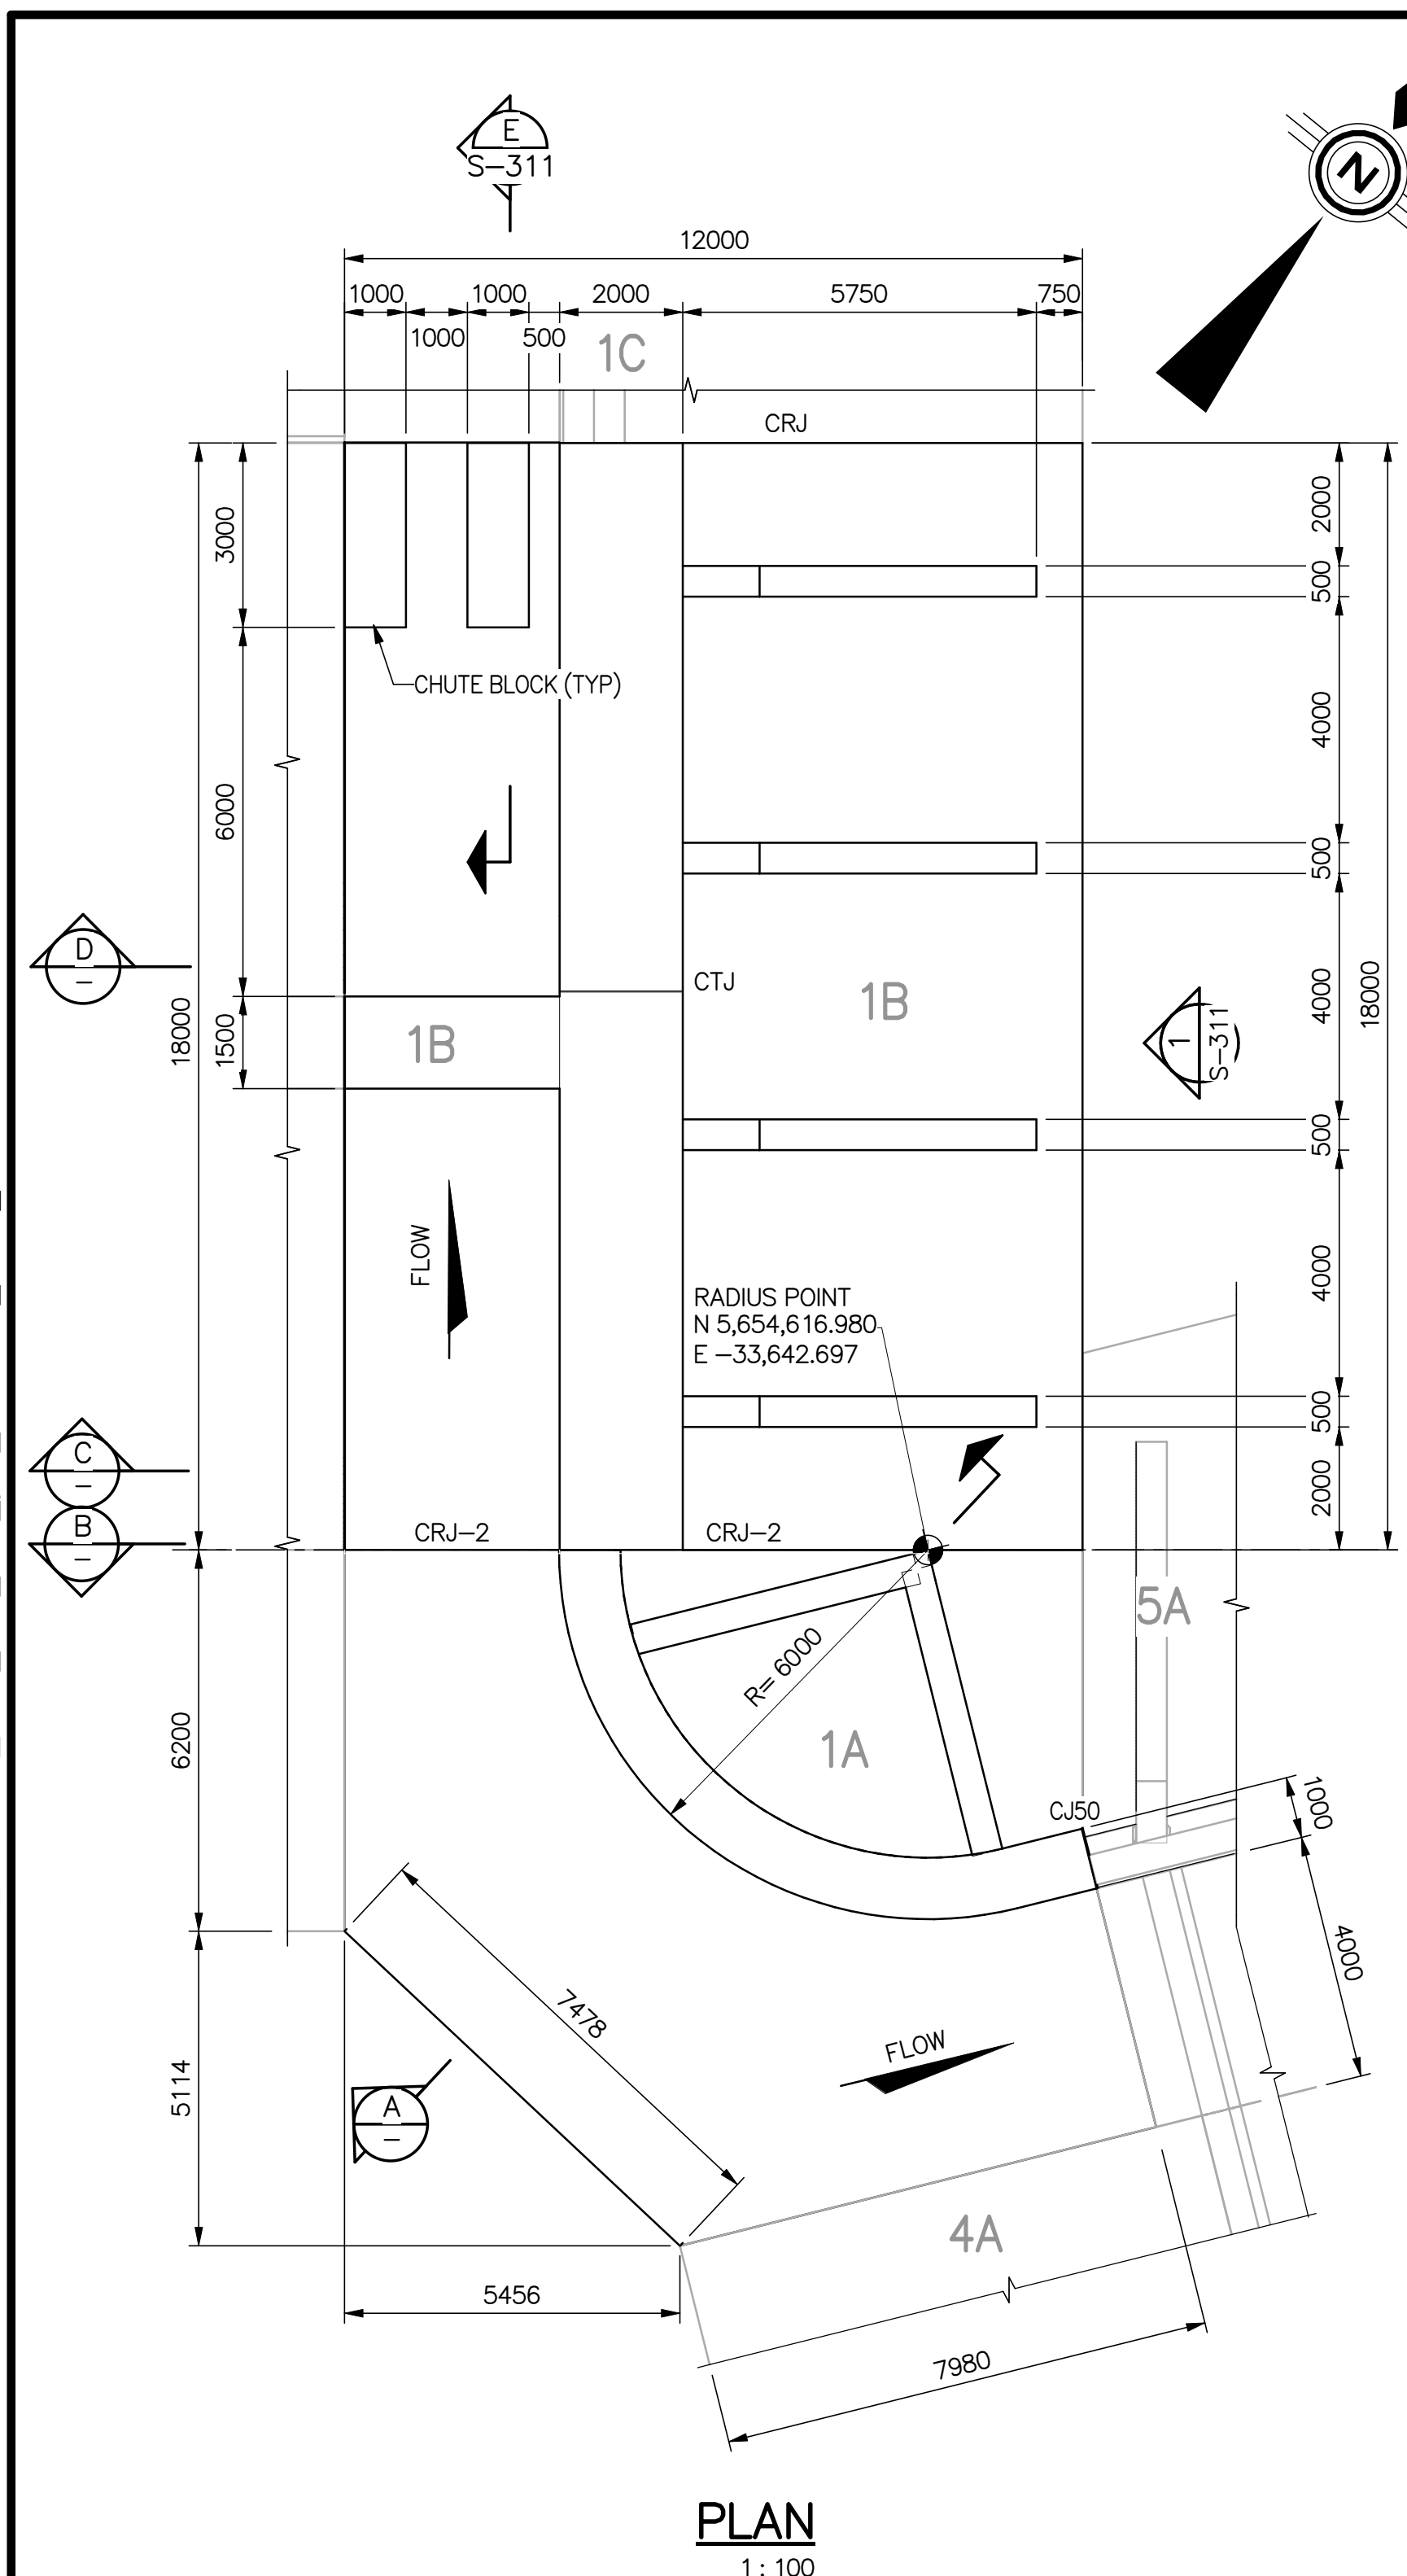 E
S-311
N
12000
1000
1000
2000
5750
750
1000
500
1C
CRJ
3000
2000
500
CHUTE BLOCK (TYP)
4000
6000
500
D
–
CTJ
1B
4000
18000
18000
1500
1B
1
S-311
500
FLOW
4000
RADIUS POINT
N 5,654,616.980
E -33,642.697
500
C
–
2000
B
–
CRJ-2
CRJ-2
5A
R= 6000
6200
1A
CJ50
1000
4000
7478
FLOW
5114
A
–
4A
5456
7980
PLAN
1 : 100